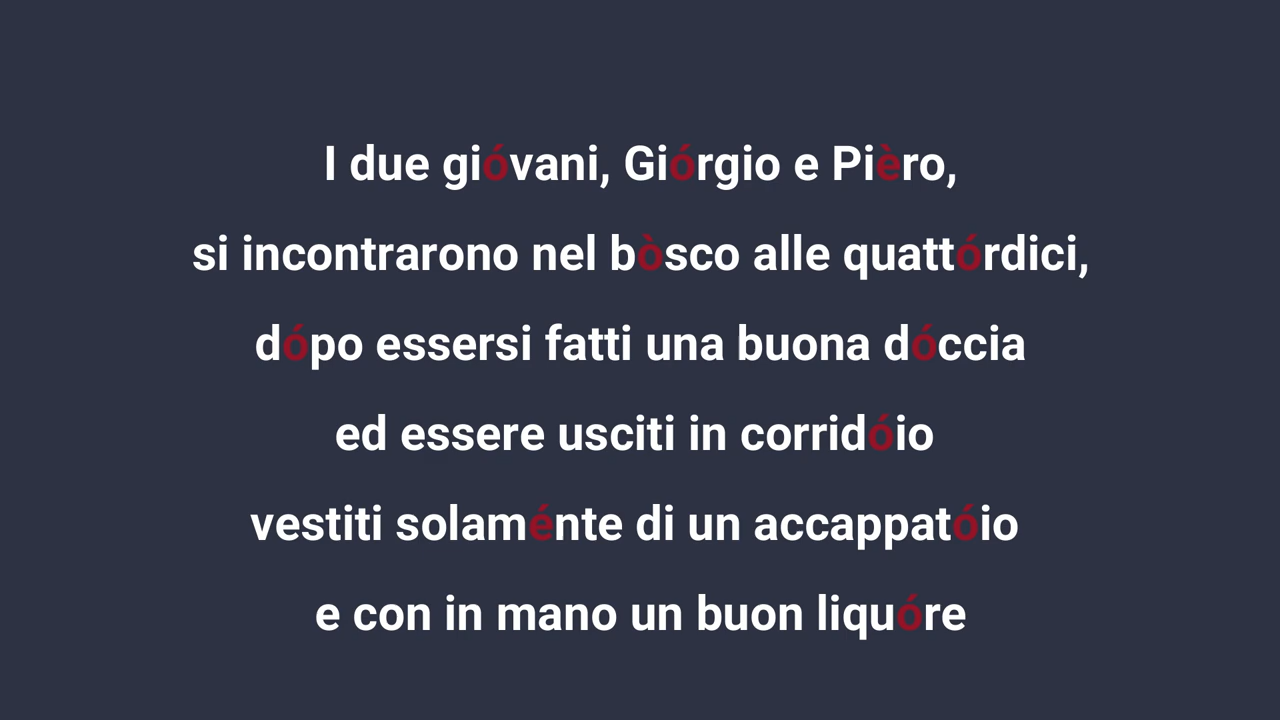 I due gióvani, Giórgio e Pièro,
si incontrarono nel bòsco alle quattórdici,
dópo essersi fatti una buona dóccia
ed essere usciti in corridóio
vestiti solaménte di un accappatóio
e con in mano un buon liquóre